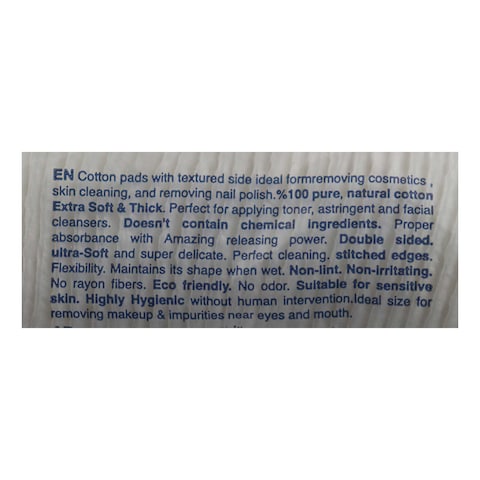 EN Cotton pads with textured side ideal formremoving cosmetics ,
skin cleaning, and removing nail polish.%100 pure, natural cotton
Extra Soft & Thick. Perfect for applying toner, astringent and facial
cleansers. Doesn't contain chemical ingredients. Proper
absorbance with Amazing releasing power. Double sided.
ultra-Soft and super delicate. Perfect cleaning. stitched edges.
Flexibility. Maintains its shape when wet. Non-lint. Non-irritating.
No rayon fibers. Eco friendly. No odor. Suitable for sensitive
skin. Highly Hygienic without human intervention.Ideal size for
removing makeup & impurities near eyes and mouth.